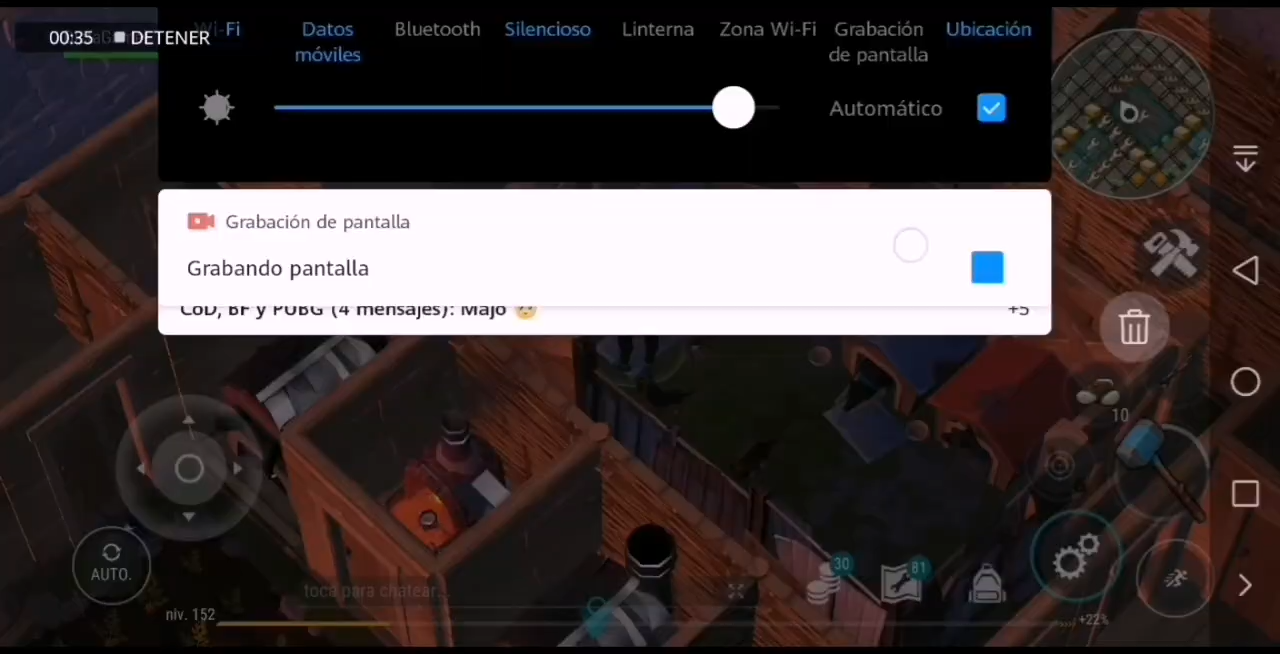 00:35 DETENER
Wi-Fi
Datos móviles
Bluetooth
Silencioso
Linterna
Zona Wi-Fi
Grabación de pantalla
Ubicación
Automático
Grabación de pantalla
Grabando pantalla
CoD, BF y PUBG (4 mensajes): Majo 
+5
10
AUTO.
toca para chatear...
30
81
niv. 152
+22%